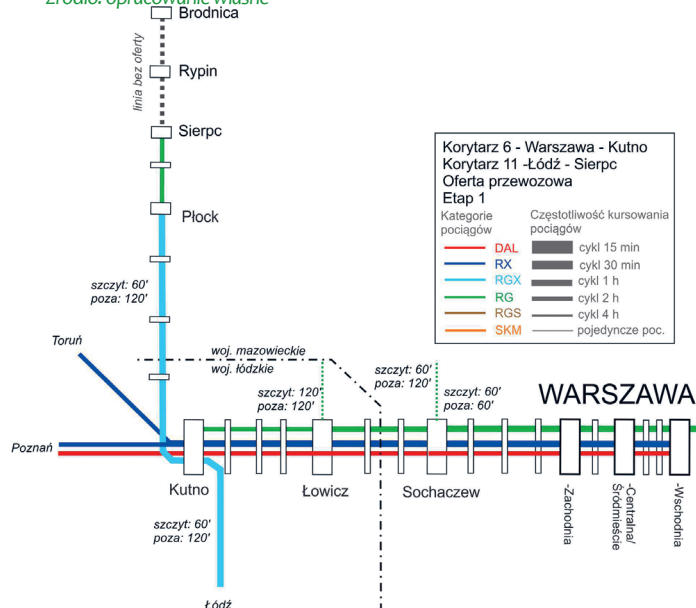 Źródło: opracowanie własne
Brodnica
linia bez oferty
Rypin
Sierpc
Płock
szczyt: 60'
poza: 120'
Toruń
Poznań
Korytarz 6 - Warszawa - Kutno
Korytarz 11 -Łódź - Sierpc
Oferta przewozowa
Etap 1
Kategorie
pociągów
Częstotliwość kursowania
pociągów
DAL
cykl 15 min
RX
cykl 30 min
RGX
cykl 1 h
RG
cykl 2 h
RGS
cykl 4 h
SKM
pojedyncze poc.
woj. mazowieckie
woj. łódzkie
szczyt: 120'
poza: 120'
szczyt: 60'
poza: 120'
szczyt: 60'
poza: 60'
WARSZAWA
Kutno
Łowicz
Sochaczew
-Zachodnia
-Centralna/
Śródmieście
-Wschodnia
szczyt: 60'
poza: 120'
Łódź